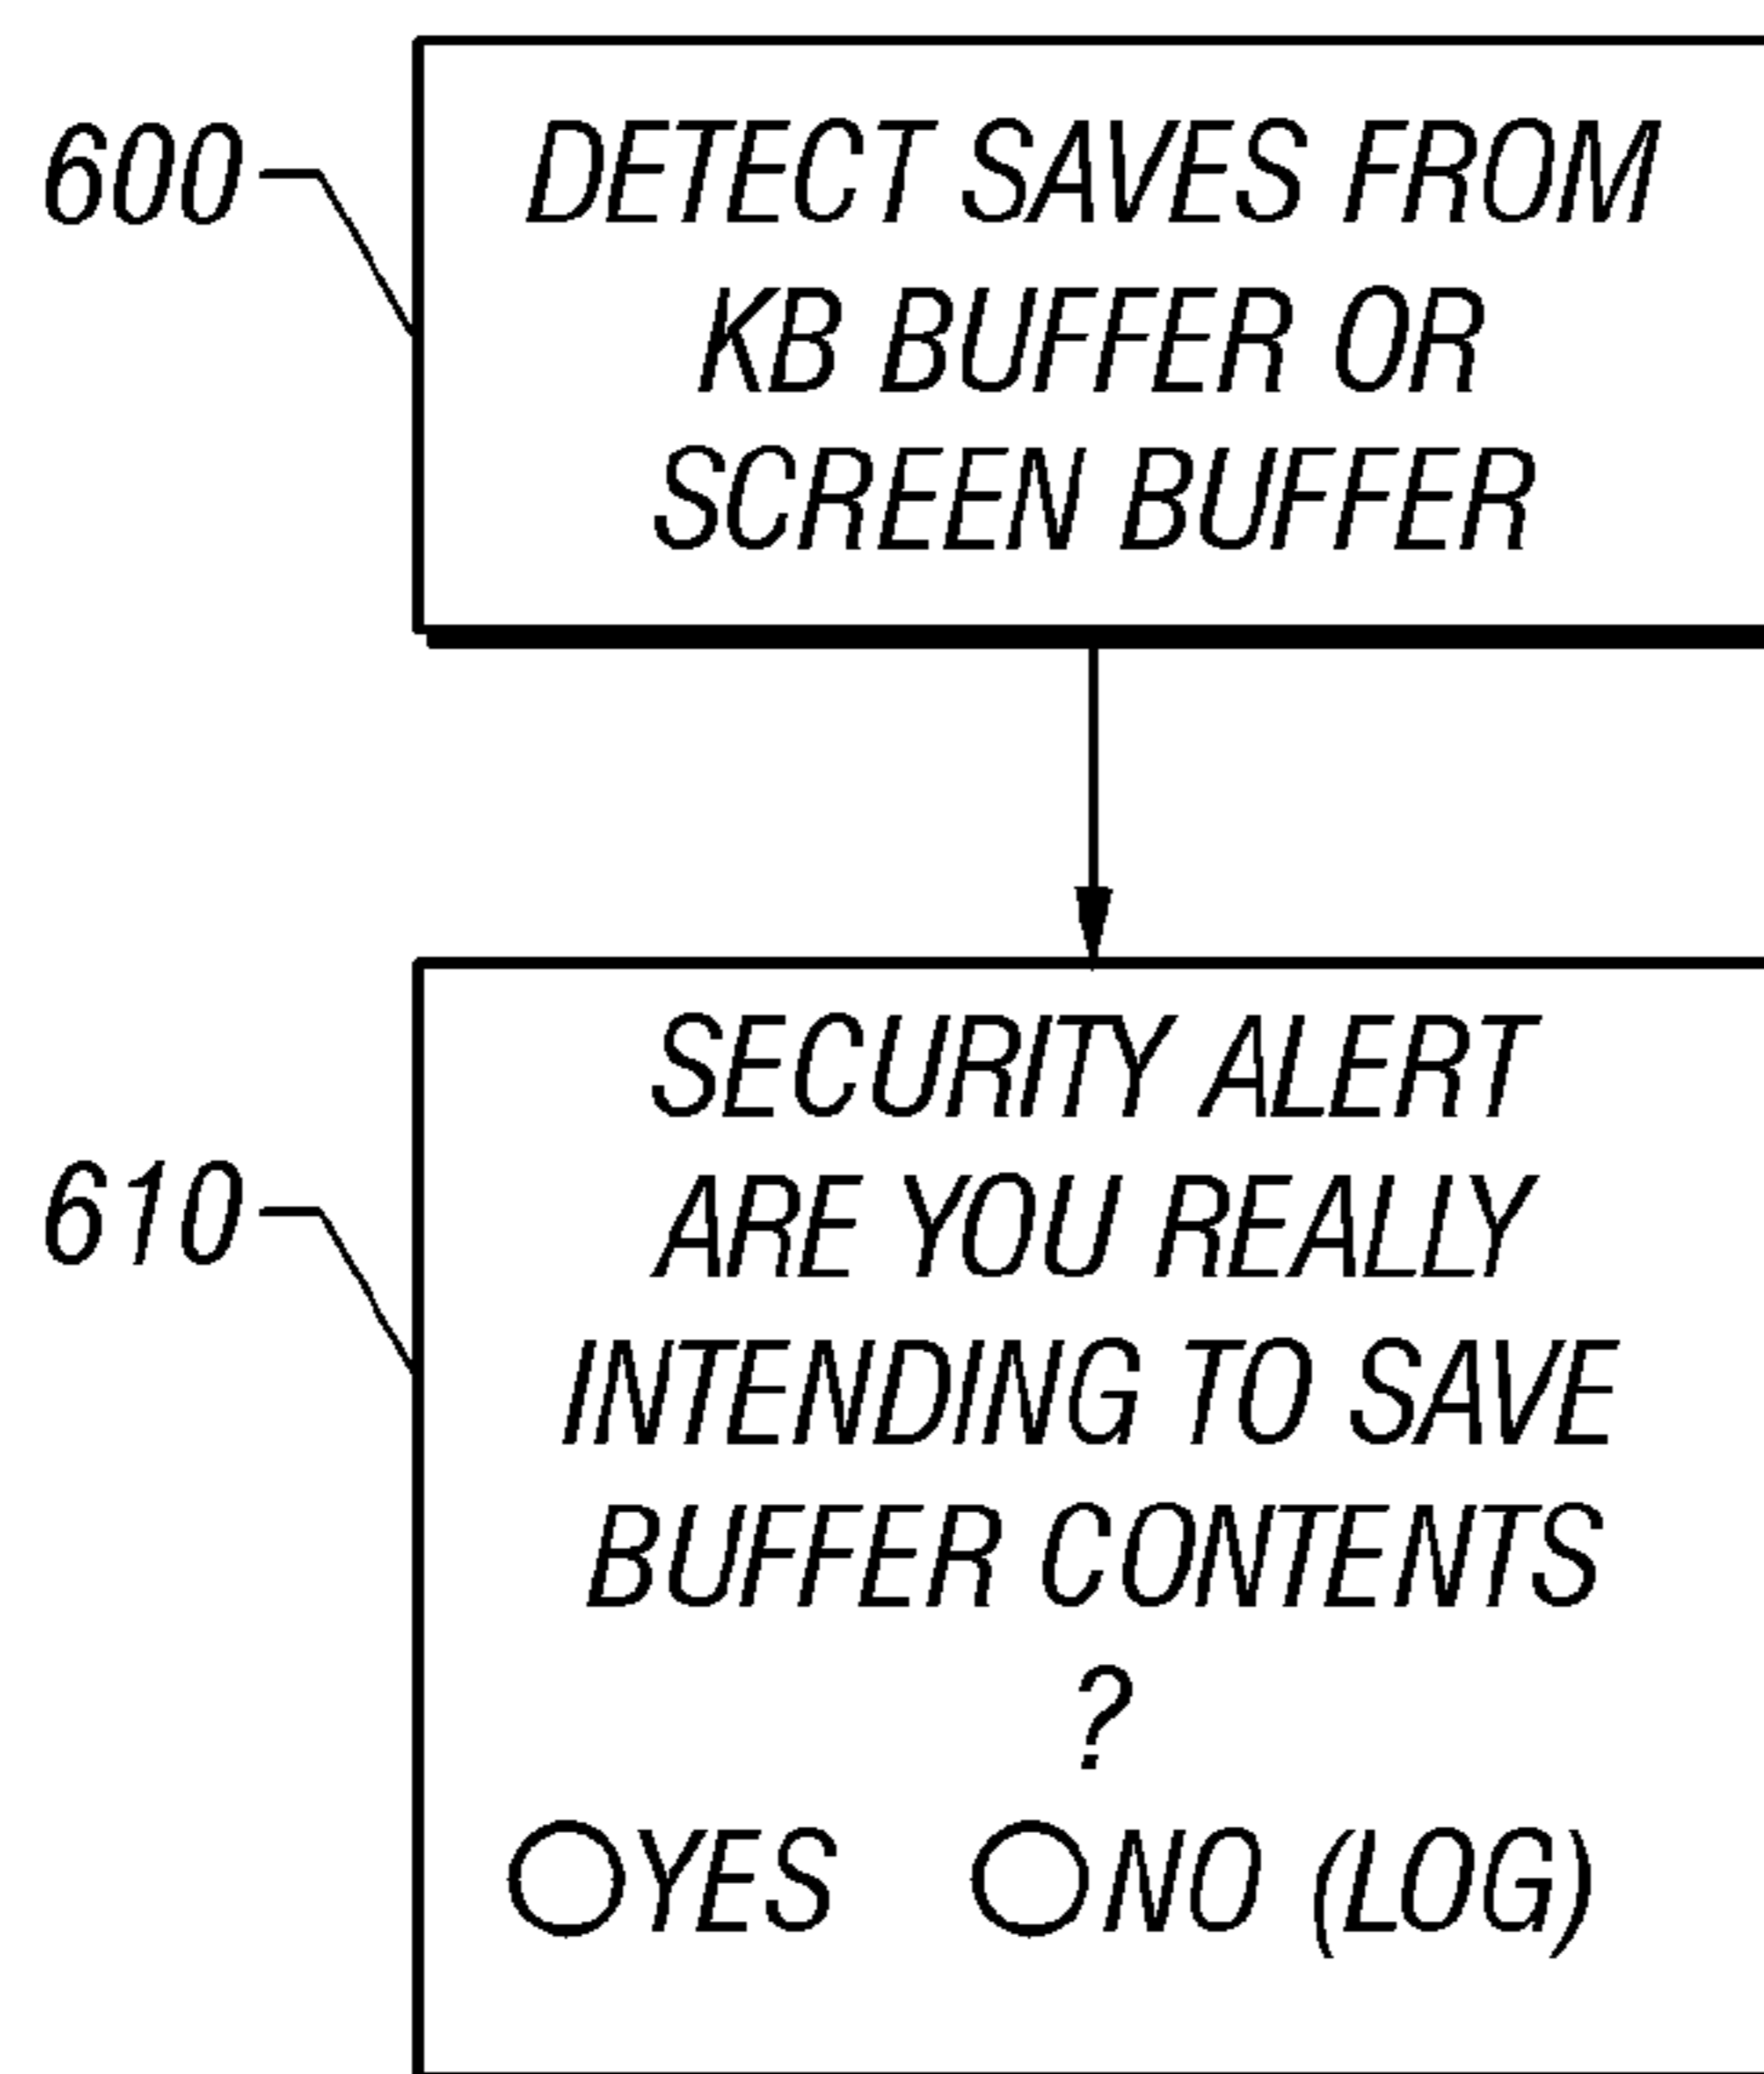 600
DETECT SAVES FROM
KB BUFFER OR
SCREEN BUFFER
610
SECURITY ALERT
ARE YOU REALLY
INTENDING TO SAVE
BUFFER CONTENTS
?
YES NO (LOG)